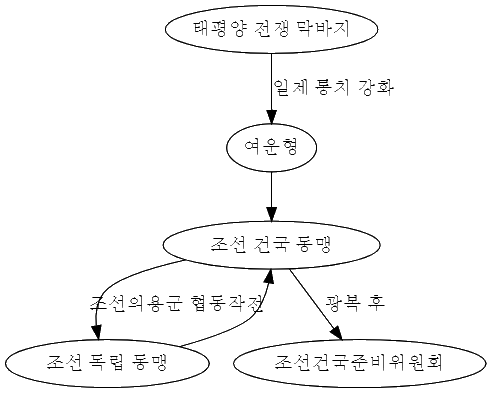 태평양 전쟁 막바지
일제 통치 강화
여운형
조선 건국 동맹
조선의용군 협동작전
광복 후
조선 독립 동맹
조선건국준비위원회